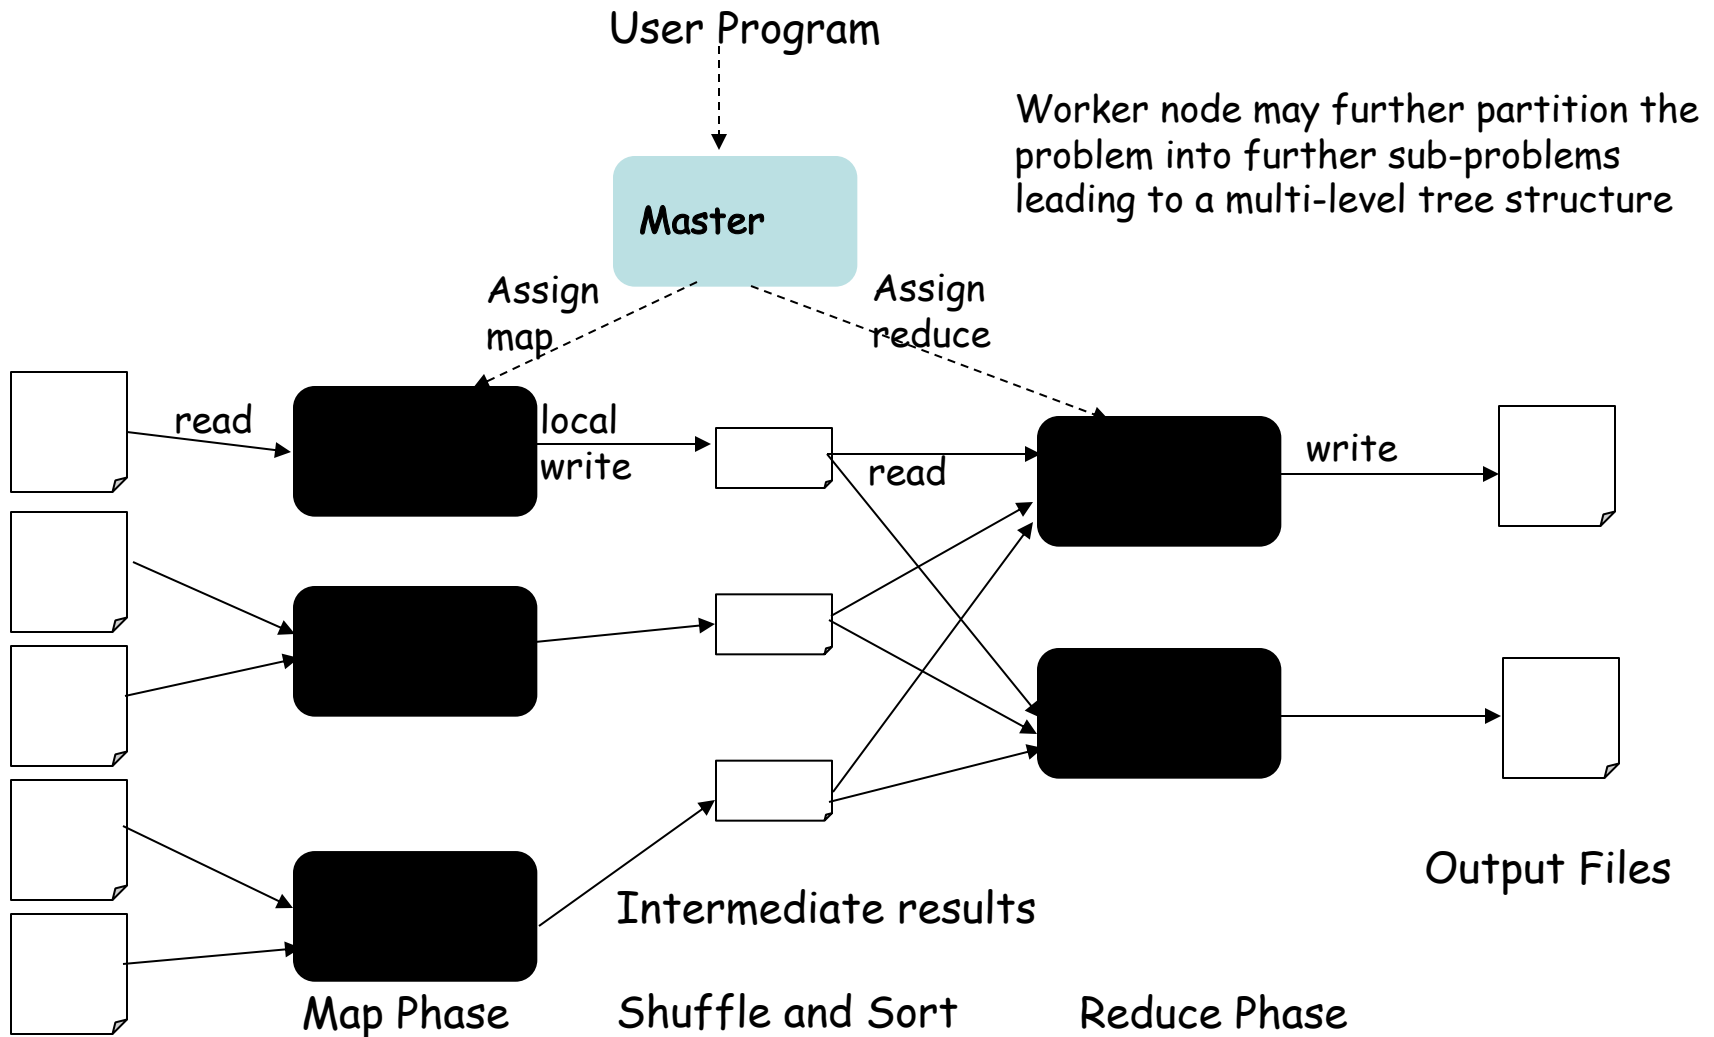 User Program
Worker node may further partition the
problem into further sub-problems
leading to a multi-level tree structure
Master
Assign
map
Assign
reduce
read
local
write
read
write
Output Files
Intermediate results
Map Phase
Shuffle and Sort
Reduce Phase